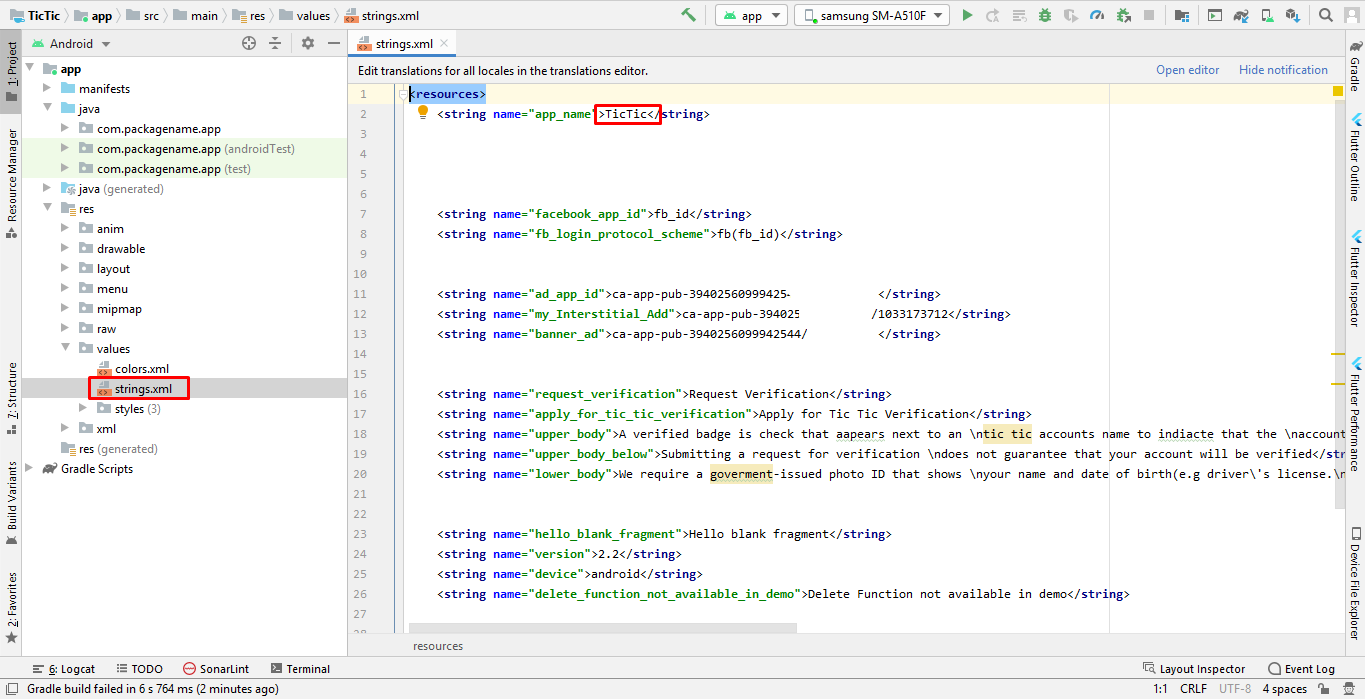 TicTic app src main res values strings.xml app samsung SM-A510F
Android
strings.xml
1: Project
Resource Manager
7: Structure
Build Variants
2: Favorites
app
manifests
java
com.packagename.app
com.packagename.app (androidTest)
com.packagename.app (test)
java (generated)
res
anim
drawable
layout
menu
mipmap
raw
values
colors.xml
strings.xml
styles (3)
xml
res (generated)
Gradle Scripts
Edit translations for all locales in the translations editor. Open editor Hide notification
1 <resources>
2 <string name="app_name">TicTic</string>
3
4
5
6
7 <string name="facebook_app_id">fb_id</string>
8 <string name="fb_login_protocol_scheme">fb(fb_id)</string>
9
10
11 <string name="ad_app_id">ca-app-pub-39402560999425- </string>
12 <string name="my_Interstitial_Add">ca-app-pub-394025 /1033173712</string>
13 <string name="banner_ad">ca-app-pub-3940256099942544/ </string>
14
15
16 <string name="request_verification">Request Verification</string>
17 <string name="apply_for_tic_tic_verification">Apply for Tic Tic Verification</string>
18 <string name="upper_body">A verified badge is check that aapears next to an \ntic tic accounts name to indiacte that the \naccount
19 <string name="upper_body_below">Submitting a request for verification \ndoes not guarantee that your account will be verified</str
20 <string name="lower_body">We require a goverment-issued photo ID that shows \nyour name and date of birth(e.g driver\'s license.\n
21
22
23 <string name="hello_blank_fragment">Hello blank fragment</string>
24 <string name="version">2.2</string>
25 <string name="device">android</string>
26 <string name="delete_function_not_available_in_demo">Delete Function not available in demo</string>
27
28
resources
Gradle
Flutter Outline
Flutter Inspector
Flutter Performance
Device File Explorer
6: Logcat TODO SonarLint Terminal Layout Inspector Event Log
Gradle build failed in 6 s 764 ms (2 minutes ago) 1:1 CRLF UTF-8 4 spaces